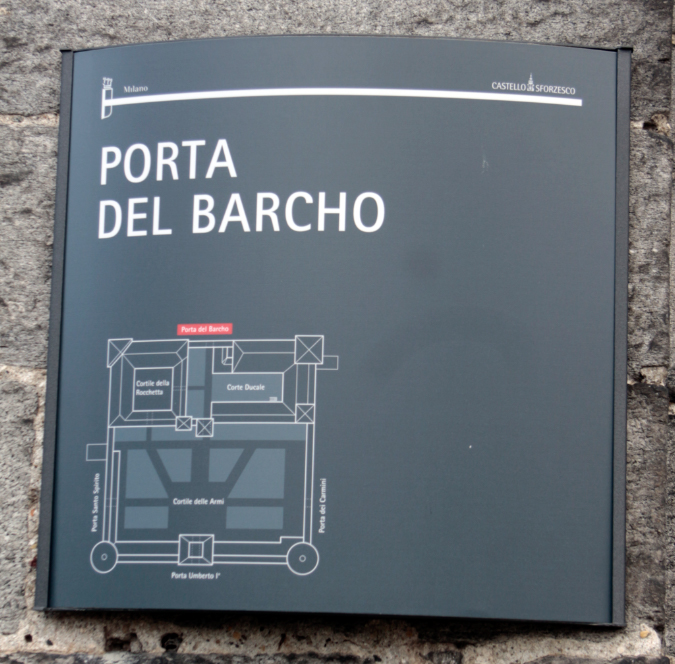 Milano
CASTELLO SFORZESCO
PORTA
DEL BARCHO
Porta del Barcho
Cortile della
Rocchetta
Corte Ducale
Porta Santo Spirito
Cortile delle Armi
Porta dei Carmini
Porta Umberto I°